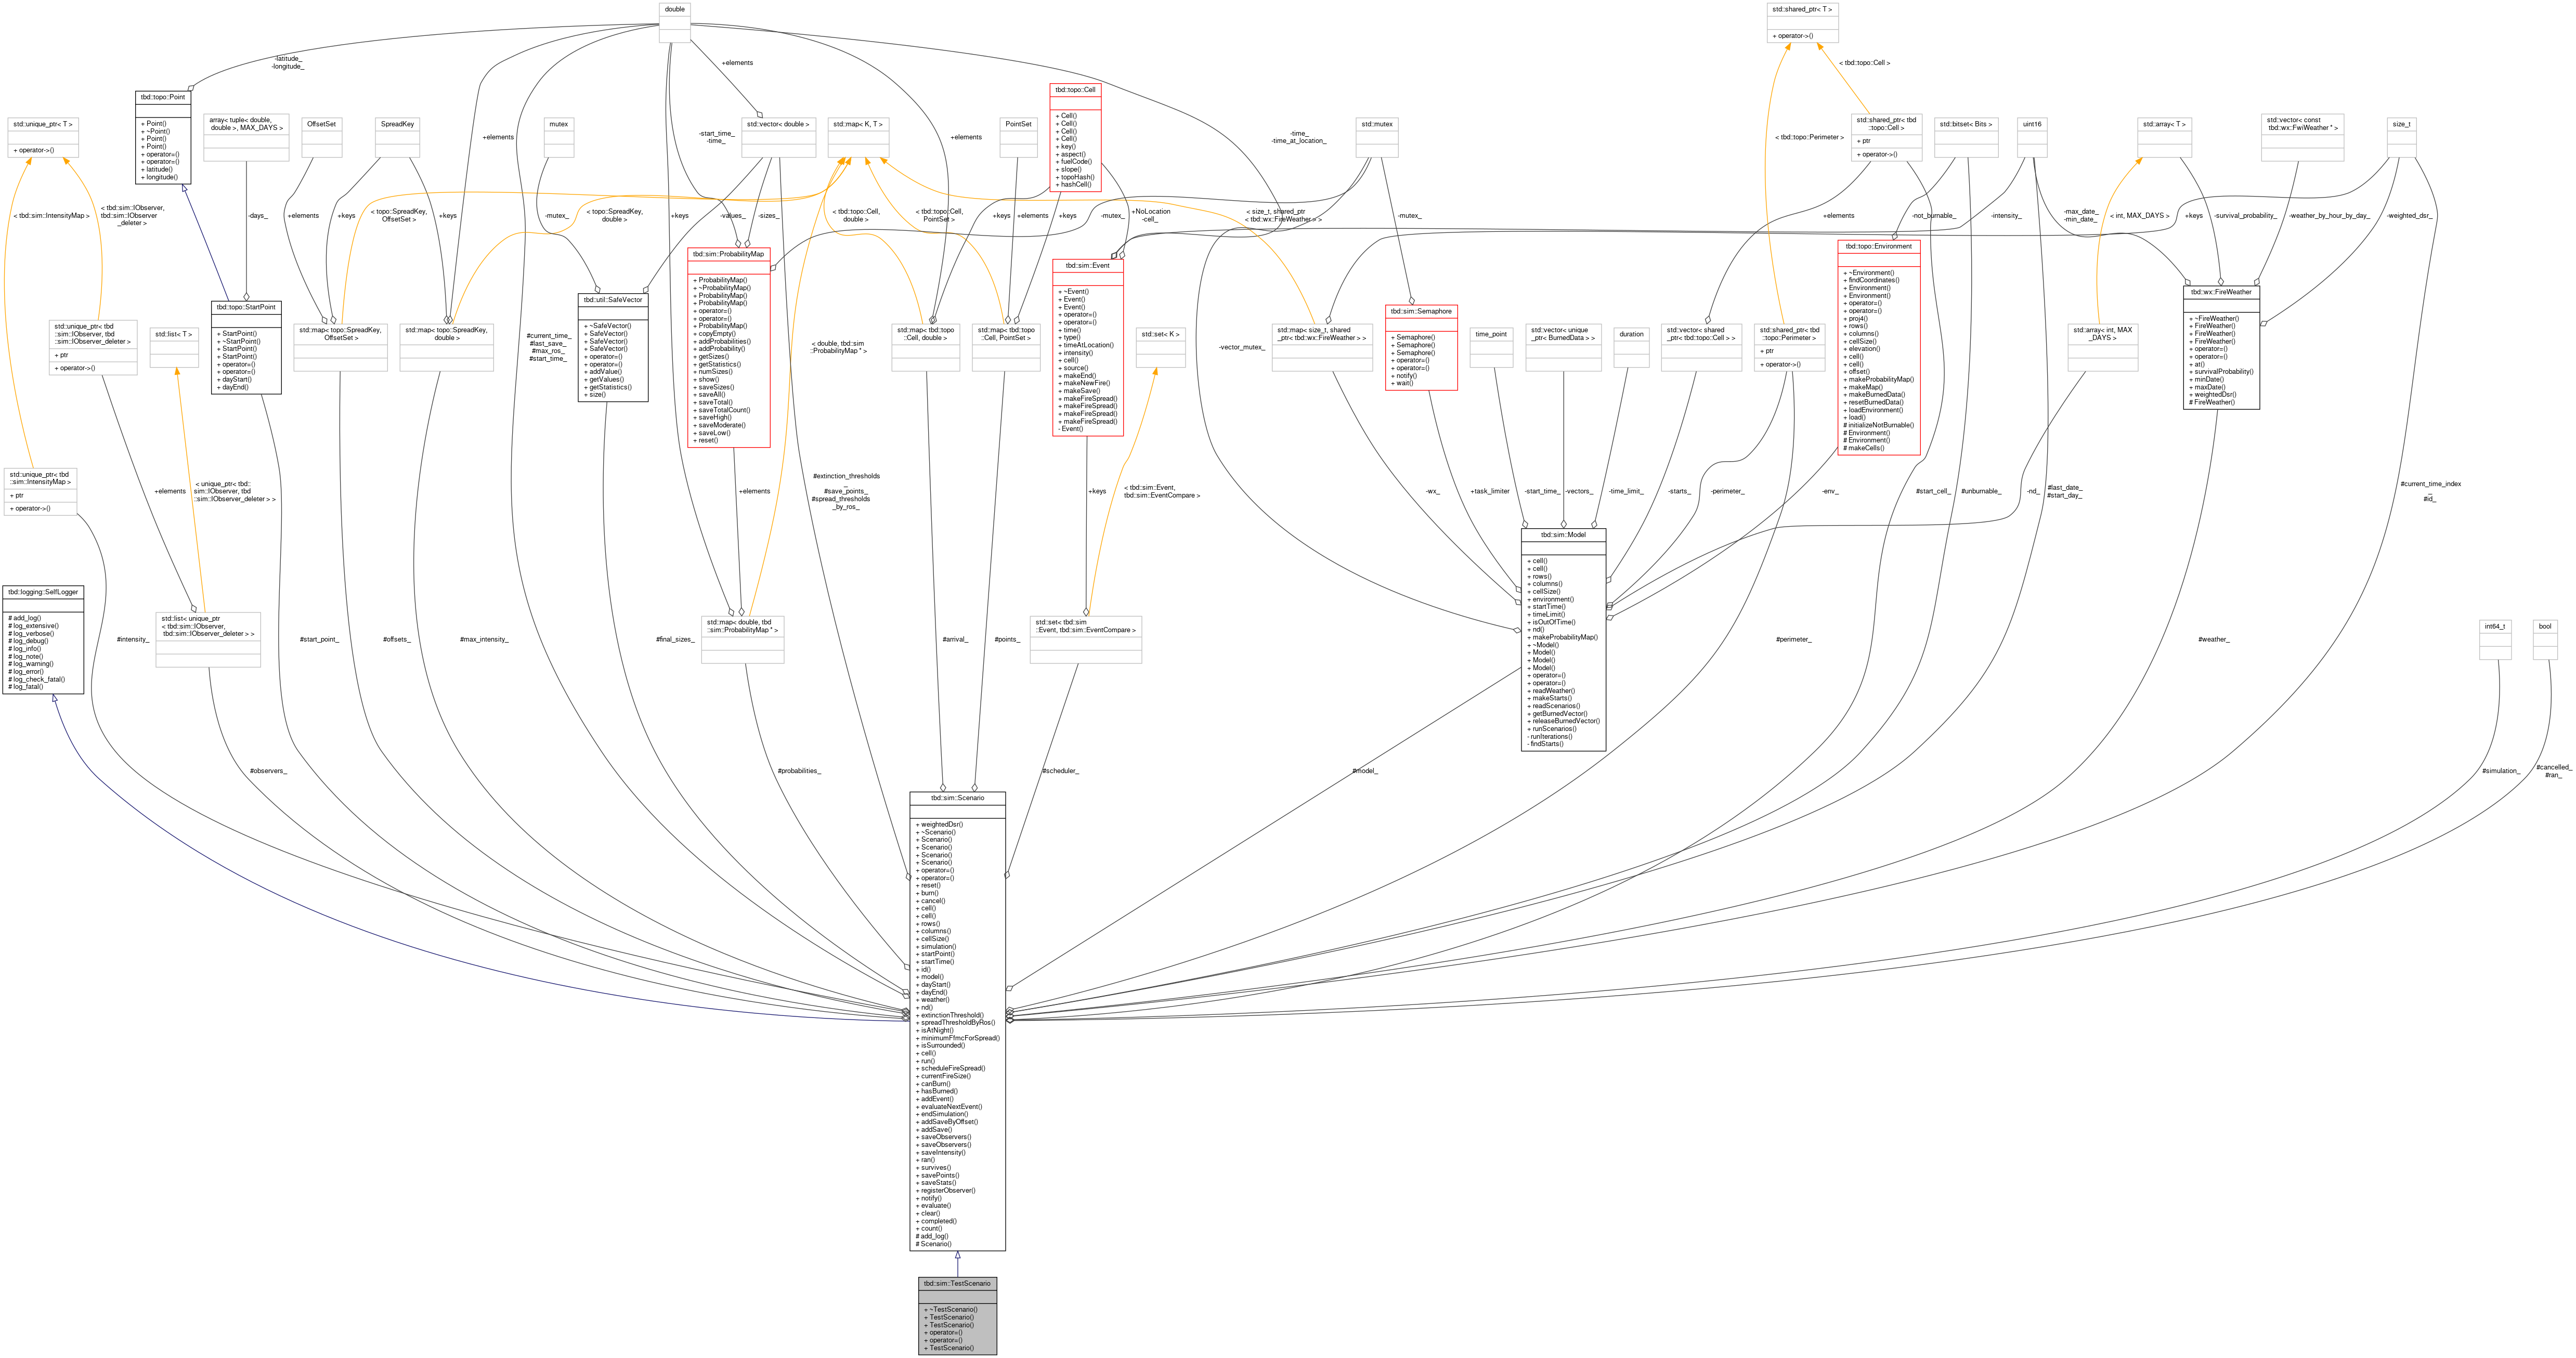 double
std::shared_ptr< T >
+ operator->()
-latitude_
-longitude_
+elements
< tbd::topo::Cell >
tbd::topo::Point
+ Point()
+ ~Point()
+ Point()
+ Point()
+ operator=()
+ operator=()
+ latitude()
+ longitude()
tbd::topo::Cell
+ Cell()
+ Cell()
+ Cell()
+ Cell()
+ key()
+ aspect()
+ fuelCode()
+ slope()
+ topoHash()
+ hashCell()
std::unique_ptr< T >
+ operator->()
array< tuple< double,
double >, MAX_DAYS >
OffsetSet
SpreadKey
+elements
mutex
-start_time_
-time_
std::vector< double >
std::map< K, T >
+elements
PointSet
-time_
-time_at_location_
std::mutex
< tbd::topo::Perimeter >
std::shared_ptr< tbd
::topo::Cell >
+ ptr
+ operator->()
std::bitset< Bits >
uint16
std::array< T >
std::vector< const
tbd::wx::FwiWeather * >
size_t
< tbd::sim::IntensityMap >
< tbd::sim::IObserver,
tbd::sim::IObserver
_deleter >
-days_
+elements
+keys
< topo::SpreadKey,
OffsetSet >
+keys
-mutex_
< topo::SpreadKey,
double >
+keys
-values_
-sizes_
< tbd::topo::Cell,
double >
< tbd::topo::Cell,
PointSet >
+keys
+elements
+keys
-mutex_
+NoLocation
-cell_
< size_t, shared_ptr
< tbd::wx::FireWeather > >
-mutex_
+elements
-not_burnable_
-intensity_
-max_date_
-min_date_
< int, MAX_DAYS >
+keys
-survival_probability_
-weather_by_hour_by_day_
-weighted_dsr_
tbd::sim::ProbabilityMap
+ ProbabilityMap()
+ ~ProbabilityMap()
+ ProbabilityMap()
+ ProbabilityMap()
+ operator=()
+ operator=()
+ ProbabilityMap()
+ copyEmpty()
+ addProbabilities()
+ addProbability()
+ getSizes()
+ getStatistics()
+ numSizes()
+ show()
+ saveSizes()
+ saveAll()
+ saveTotal()
+ saveTotalCount()
+ saveHigh()
+ saveModerate()
+ saveLow()
+ reset()
tbd::sim::Event
+ ~Event()
+ Event()
+ Event()
+ operator=()
+ operator=()
+ time()
+ type()
+ timeAtLocation()
+ intensity()
+ cell()
+ source()
+ makeEnd()
+ makeNewFire()
+ makeSave()
+ makeFireSpread()
+ makeFireSpread()
+ makeFireSpread()
+ makeFireSpread()
- Event()
tbd::topo::Environment
+ ~Environment()
+ findCoordinates()
+ Environment()
+ Environment()
+ operator=()
+ operator=()
+ proj4()
+ rows()
+ columns()
+ cellSize()
+ elevation()
+ cell()
+ cell()
+ offset()
+ makeProbabilityMap()
+ makeMap()
+ makeBurnedData()
+ resetBurnedData()
+ loadEnvironment()
+ load()
# initializeNotBurnable()
# Environment()
# Environment()
# makeCells()
tbd::wx::FireWeather
+ ~FireWeather()
+ FireWeather()
+ FireWeather()
+ FireWeather()
+ operator=()
+ operator=()
+ at()
+ survivalProbability()
+ minDate()
+ maxDate()
+ weightedDsr()
# FireWeather()
tbd::util::SafeVector
+ ~SafeVector()
+ SafeVector()
+ SafeVector()
+ SafeVector()
+ operator=()
+ operator=()
+ addValue()
+ getValues()
+ getStatistics()
+ size()
tbd::topo::StartPoint
+ StartPoint()
+ ~StartPoint()
+ StartPoint()
+ StartPoint()
+ operator=()
+ operator=()
+ dayStart()
+ dayEnd()
tbd::sim::Semaphore
+ Semaphore()
+ Semaphore()
+ Semaphore()
+ operator=()
+ operator=()
+ notify()
+ wait()
std::unique_ptr< tbd
::sim::IObserver, tbd
::sim::IObserver_deleter >
+ ptr
+ operator->()
std::list< T >
std::map< topo::SpreadKey,
OffsetSet >
std::map< topo::SpreadKey,
double >
#current_time_
#last_save_
#max_ros_
#start_time_
+keys
< double, tbd::sim
::ProbabilityMap * >
std::map< tbd::topo
::Cell, double >
std::map< tbd::topo
::Cell, PointSet >
std::set< K >
-vector_mutex_
std::map< size_t, shared
_ptr< tbd::wx::FireWeather > >
time_point
std::vector< unique
_ptr< BurnedData > >
duration
std::vector< shared
_ptr< tbd::topo::Cell > >
std::shared_ptr< tbd
::topo::Perimeter >
+ ptr
+ operator->()
std::array< int, MAX
_DAYS >
std::unique_ptr< tbd
::sim::IntensityMap >
+ ptr
+ operator->()
+elements
< unique_ptr< tbd::
sim::IObserver, tbd
::sim::IObserver_deleter > >
#extinction_thresholds
_
#save_points_
#spread_thresholds
_by_ros_
+elements
+keys
< tbd::sim::Event,
tbd::sim::EventCompare >
-wx_
+task_limiter
-start_time_
-vectors_
-time_limit_
-starts_
-perimeter_
-env_
#start_cell_
#unburnable_
-nd_
#last_date_
#start_day_
#current_time_index
_
#id_
tbd::sim::Model
+ cell()
+ cell()
+ rows()
+ columns()
+ cellSize()
+ environment()
+ startTime()
+ timeLimit()
+ isOutOfTime()
+ nd()
+ makeProbabilityMap()
+ ~Model()
+ Model()
+ Model()
+ Model()
+ operator=()
+ operator=()
+ readWeather()
+ makeStarts()
+ readScenarios()
+ getBurnedVector()
+ releaseBurnedVector()
+ runScenarios()
- runIterations()
- findStarts()
tbd::logging::SelfLogger
# add_log()
# log_extensive()
# log_verbose()
# log_debug()
# log_info()
# log_note()
# log_warning()
# log_error()
# log_check_fatal()
# log_fatal()
#intensity_
std::list< unique_ptr
< tbd::sim::IObserver,
tbd::sim::IObserver_deleter > >
#start_point_
#offsets_
#max_intensity_
#final_sizes_
std::map< double, tbd
::sim::ProbabilityMap * >
#arrival_
#points_
std::set< tbd::sim
::Event, tbd::sim::EventCompare >
#perimeter_
#weather_
int64_t
bool
#observers_
#probabilities_
#scheduler_
#model_
#simulation_
#cancelled_
#ran_
tbd::sim::Scenario
+ weightedDsr()
+ ~Scenario()
+ Scenario()
+ Scenario()
+ Scenario()
+ Scenario()
+ operator=()
+ operator=()
+ reset()
+ burn()
+ cancel()
+ cell()
+ cell()
+ rows()
+ columns()
+ cellSize()
+ simulation()
+ startPoint()
+ startTime()
+ id()
+ model()
+ dayStart()
+ dayEnd()
+ weather()
+ nd()
+ extinctionThreshold()
+ spreadThresholdByRos()
+ isAtNight()
+ minimumFfmcForSpread()
+ isSurrounded()
+ cell()
+ run()
+ scheduleFireSpread()
+ currentFireSize()
+ canBurn()
+ hasBurned()
+ addEvent()
+ evaluateNextEvent()
+ endSimulation()
+ addSaveByOffset()
+ addSave()
+ saveObservers()
+ saveObservers()
+ saveIntensity()
+ ran()
+ survives()
+ savePoints()
+ saveStats()
+ registerObserver()
+ notify()
+ evaluate()
+ clear()
+ completed()
+ count()
# add_log()
# Scenario()
tbd::sim::TestScenario
+ ~TestScenario()
+ TestScenario()
+ TestScenario()
+ operator=()
+ operator=()
+ TestScenario()